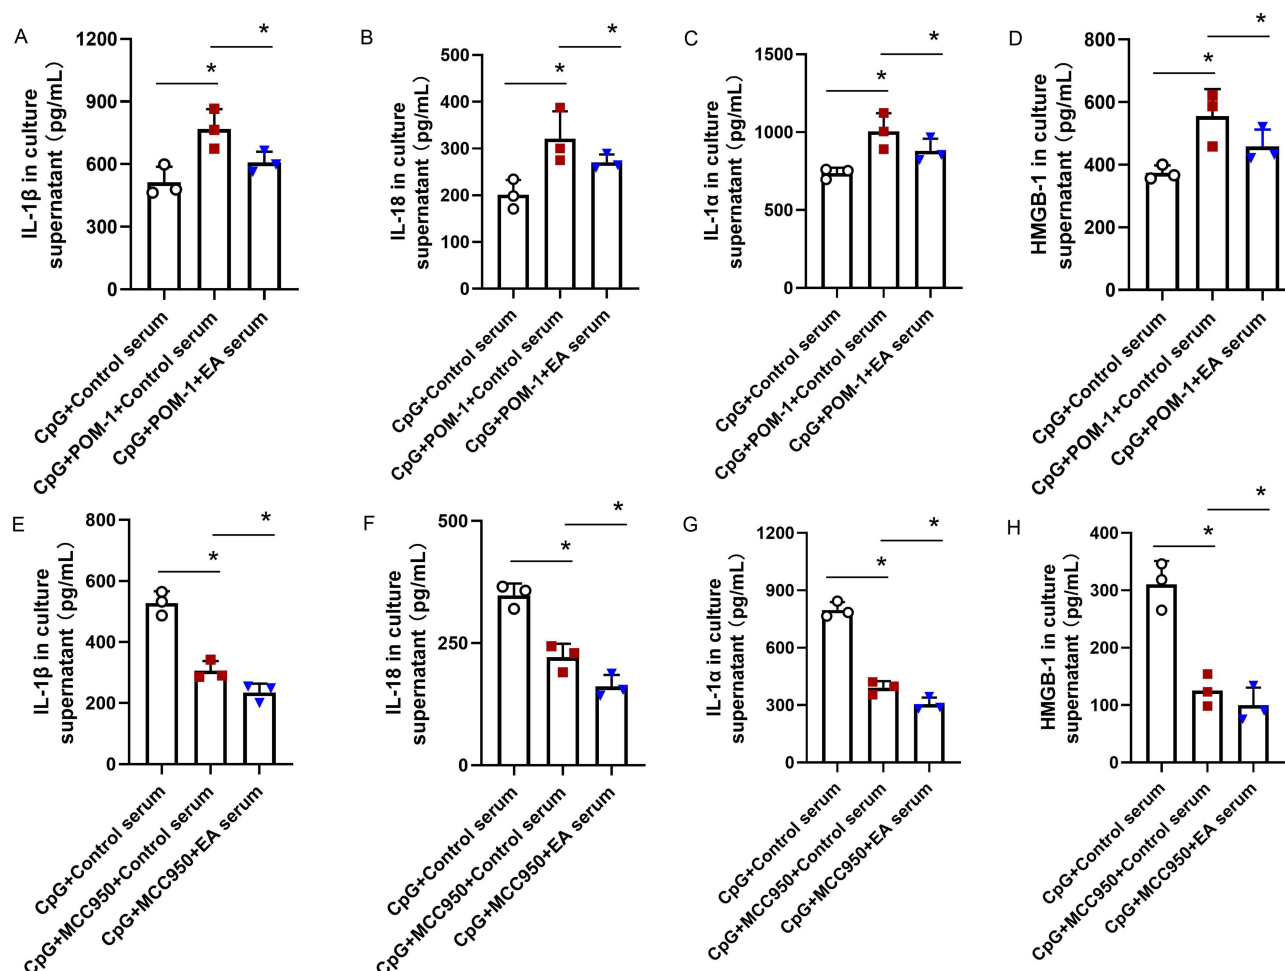 A
IL-1β in culture
supernatant (pg/mL)
1200
900
600
300
0
*
*
CpG+Control serum
CpG+POM-1+Control serum
CpG+POM-1+EA serum
B
IL-18 in culture
supernatant (pg/mL)
500
400
300
200
100
0
*
*
CpG+Control serum
CpG+POM-1+Control serum
CpG+POM-1+EA serum
C
IL-1α in culture
supernatant (pg/mL)
1500
1000
500
0
*
*
CpG+Control serum
CpG+POM-1+Control serum
CpG+POM-1+EA serum
D
HMGB-1 in culture
supernatant (pg/mL)
800
600
400
200
0
*
*
CpG+Control serum
CpG+POM-1+Control serum
CpG+POM-1+EA serum
E
IL-1β in culture
supernatant (pg/mL)
800
600
400
200
0
*
*
CpG+Control serum
CpG+MCC950+Control serum
CpG+MCC950+EA serum
F
IL-18 in culture
supernatant (pg/mL)
500
250
0
*
*
CpG+Control serum
CpG+MCC950+Control serum
CpG+MCC950+EA serum
G
IL-1α in culture
supernatant (pg/mL)
1200
900
600
300
0
*
*
CpG+Control serum
CpG+MCC950+Control serum
CpG+MCC950+EA serum
H
HMGB-1 in culture
supernatant (pg/mL)
400
300
200
100
0
*
*
CpG+Control serum
CpG+MCC950+Control serum
CpG+MCC950+EA serum